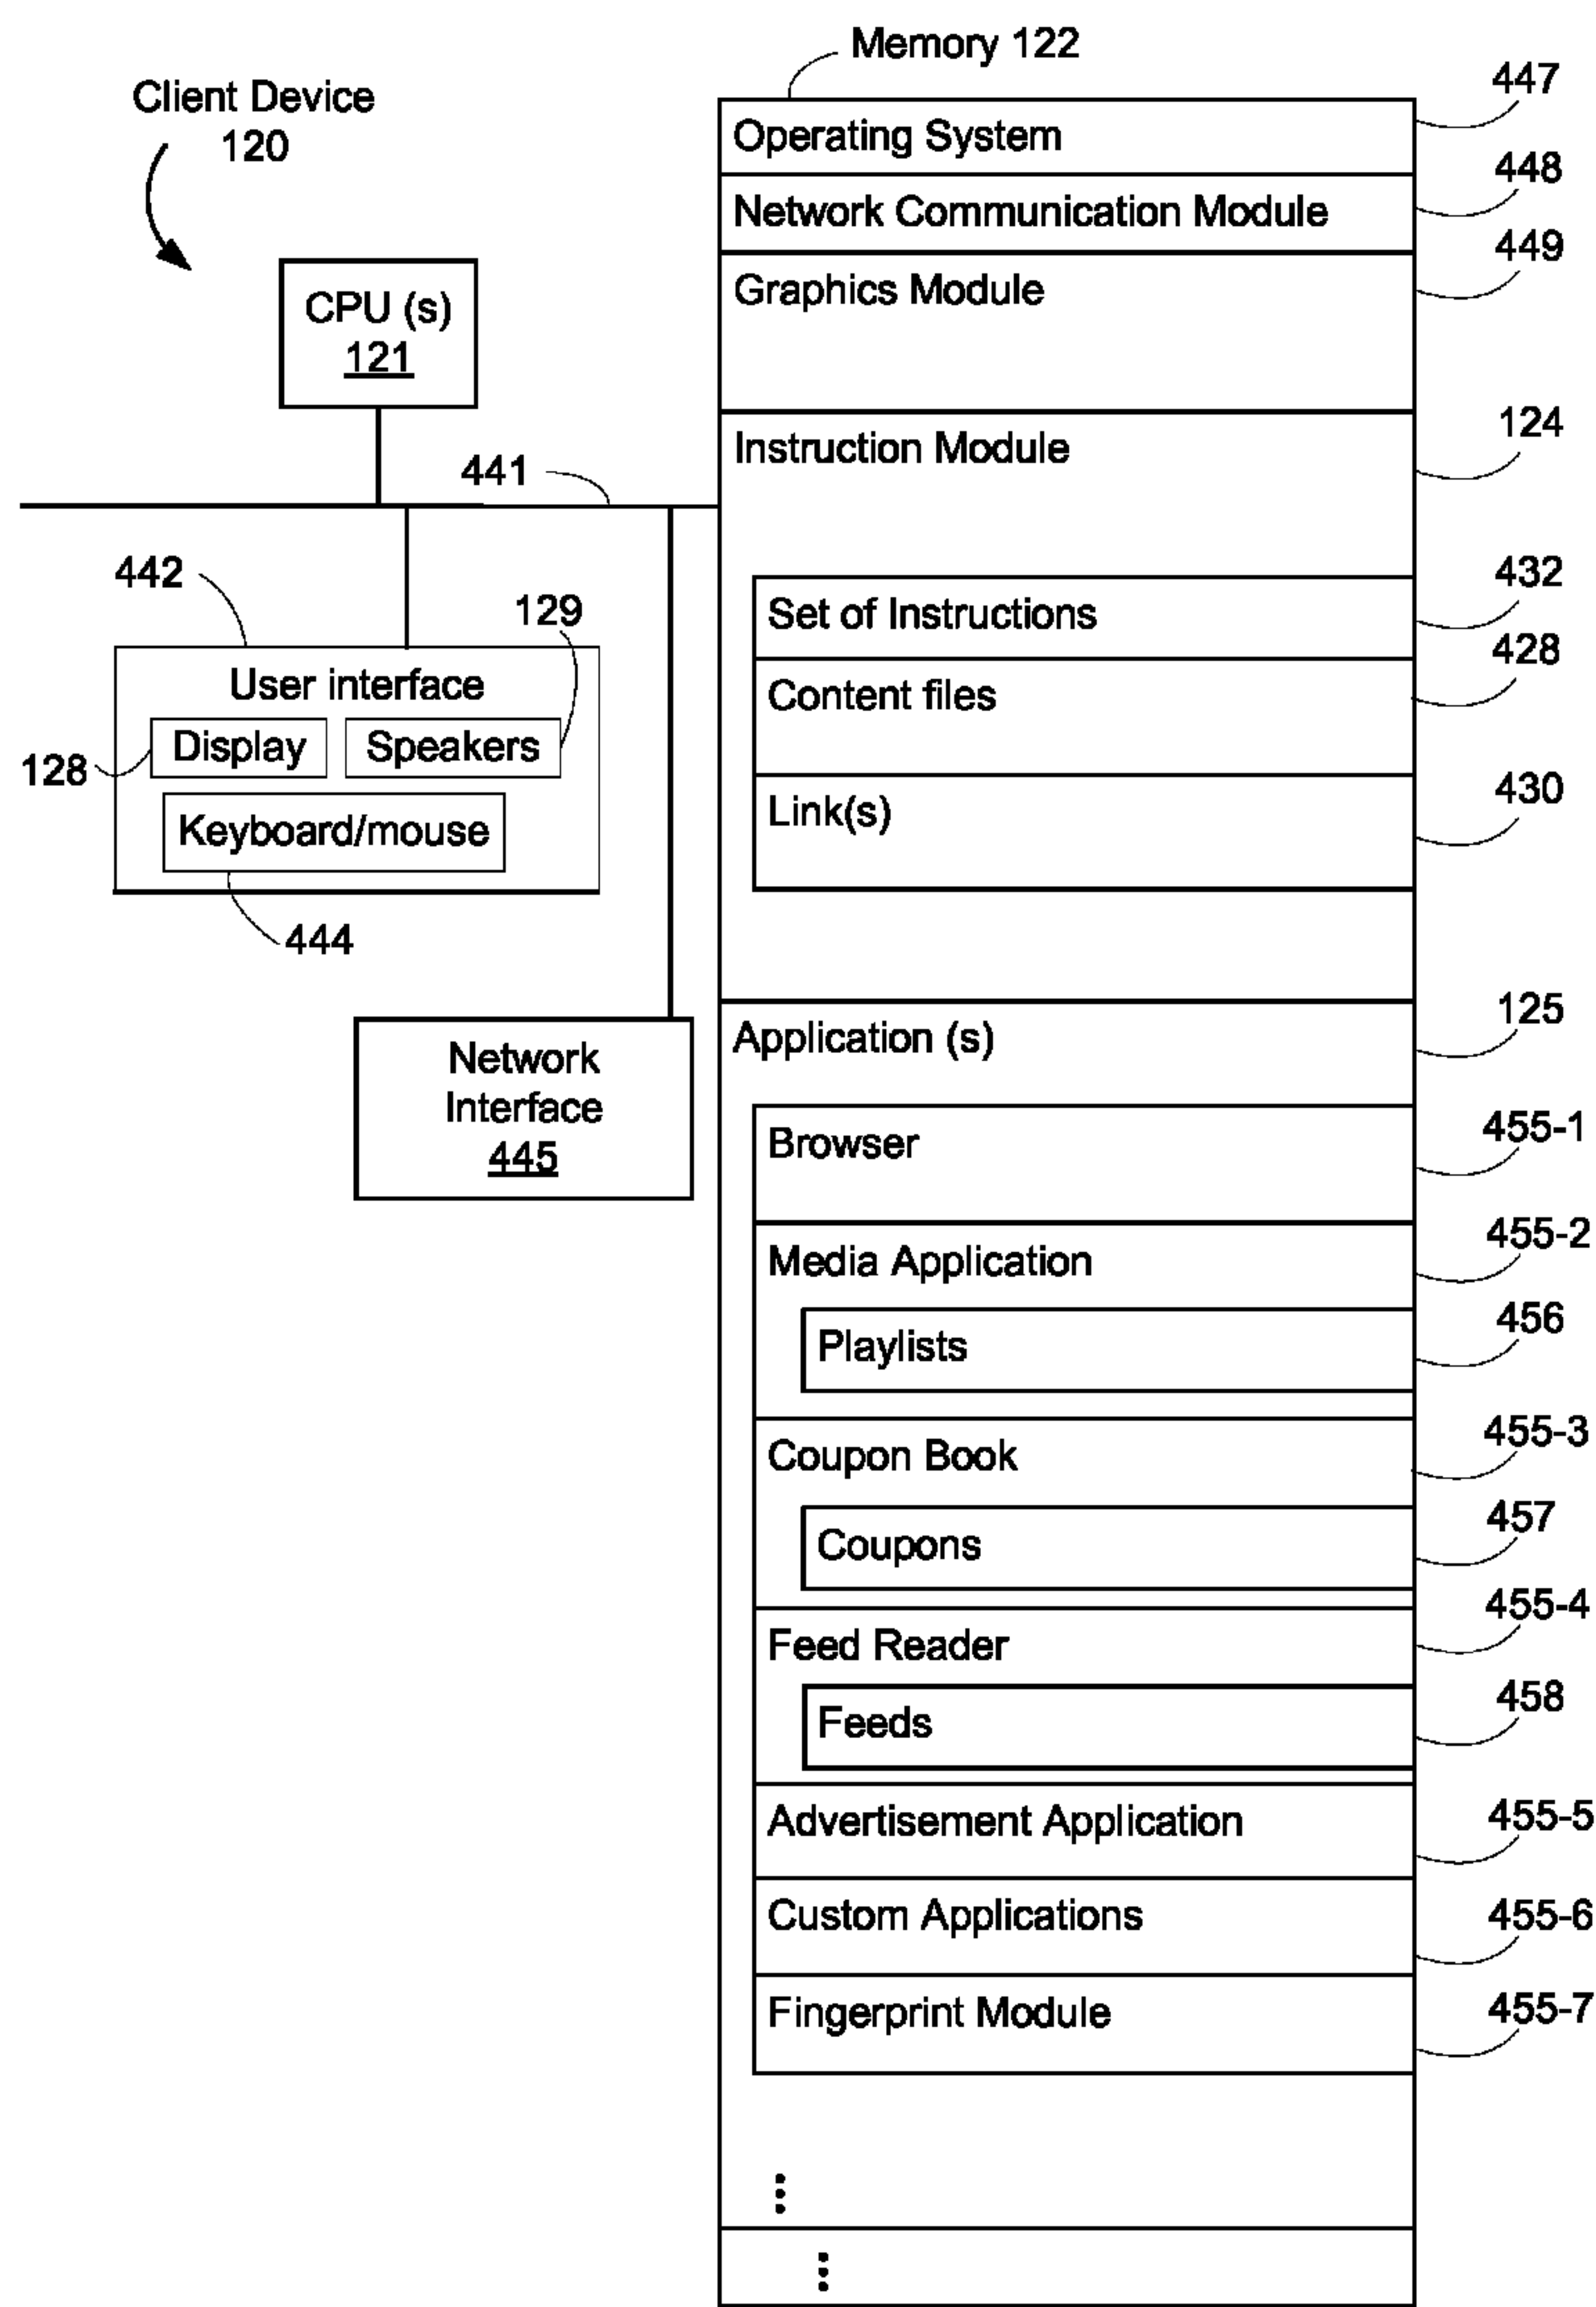 Memory 122
Client Device
120
447
Operating System
448
Network Communication Module
449
Graphics Module
CPU (s)
121
124
Instruction Module
441
432
Set of Instructions
442
129
428
User interface
Content files
Display
Speakers
128
430
Link(s)
Keyboard/mouse
444
125
Application (s)
Network
Interface
445
455-1
Browser
455-2
Media Application
456
Playlists
455-3
Coupon Book
457
Coupons
455-4
Feed Reader
458
Feeds
455-5
Advertisement Application
455-6
Custom Applications
455-7
Fingerprint Module